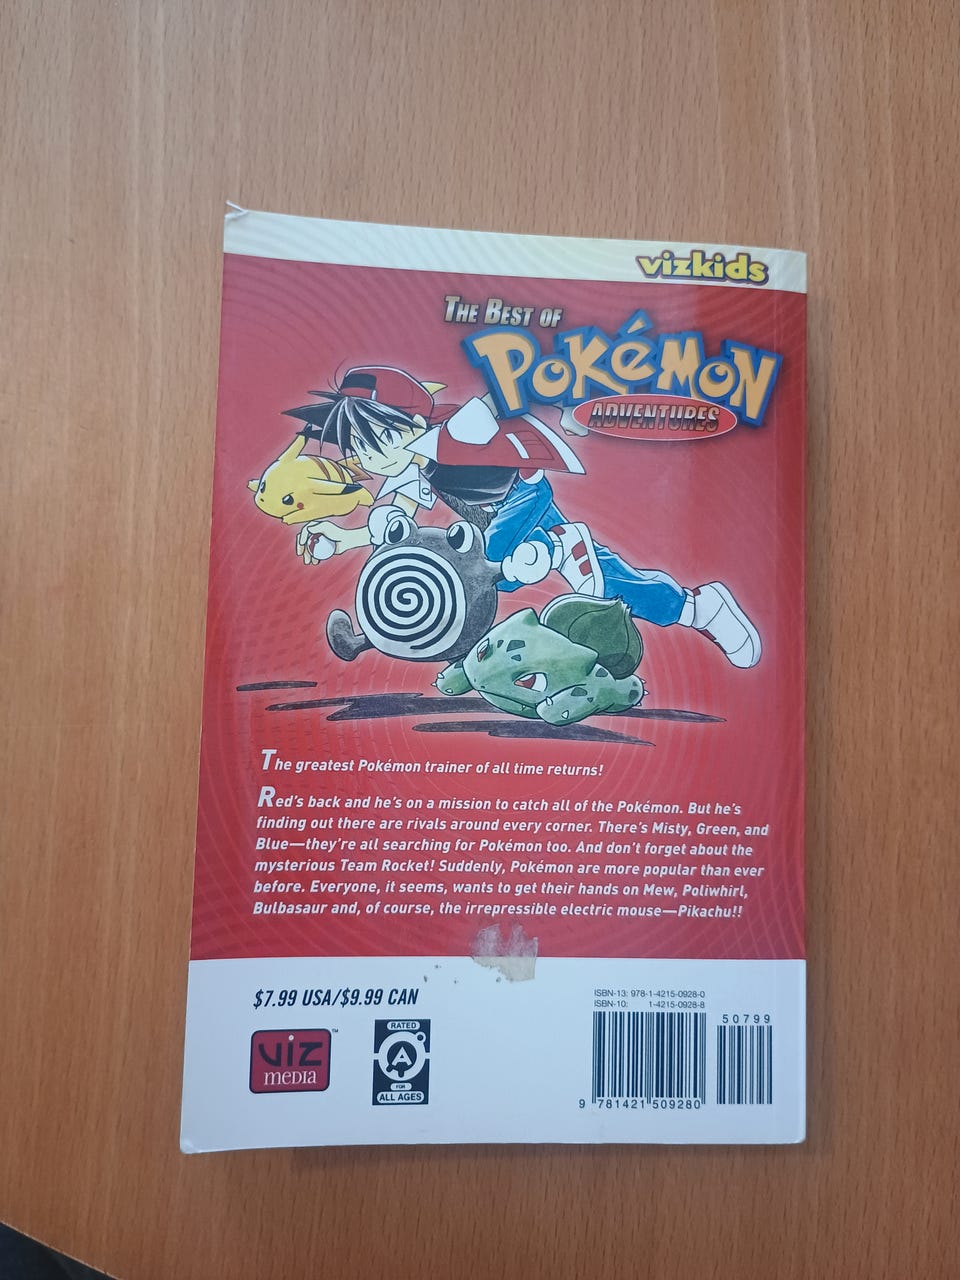 vizkids
THE BEST OF
POKéMON
ADVENTURES
The greatest Pokémon trainer of all time returns!
Red's back and he's on a mission to catch all of the Pokémon. But he's
finding out there are rivals around every corner. There's Misty, Green, and
Blue—they're all searching for Pokémon too. And don't forget about the
mysterious Team Rocket! Suddenly, Pokémon are more popular than ever
before. Everyone, it seems, wants to get their hands on Mew, Poliwhirl,
Bulbasaur and, of course, the irrepressible electric mouse—Pikachu!!
$7.99 USA/$9.99 CAN
viz ™
MEDIA
RATED
A
FOR
ALL AGES
ISBN-13: 978-1-4215-0928-0
ISBN-10: 1-4215-0928-8
50799
9 781421 509280